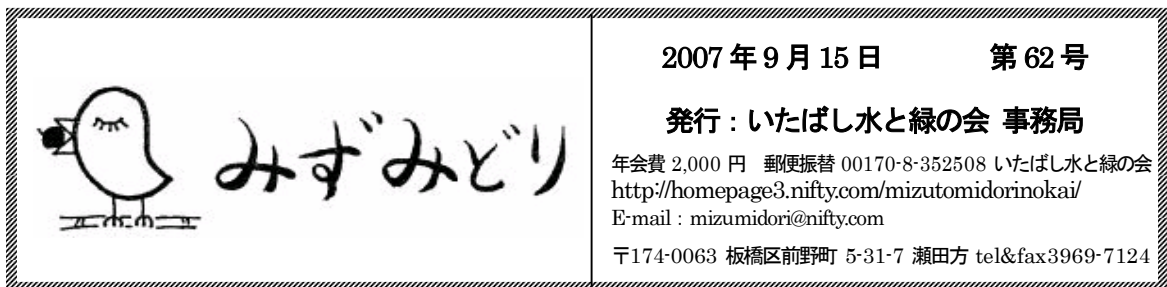 みずみどり
2007年9月15日 第62号
発行：いたばし水と緑の会 事務局
年会費 2,000 円 郵便振替 00170-8-352508 いたばし水と緑の会
http://homepage3.nifty.com/mizutomidorinokai/
E-mail：mizumidori@nifty.com
〒174-0063 板橋区前野町 5-31-7 瀬田方 tel&fax3969-7124